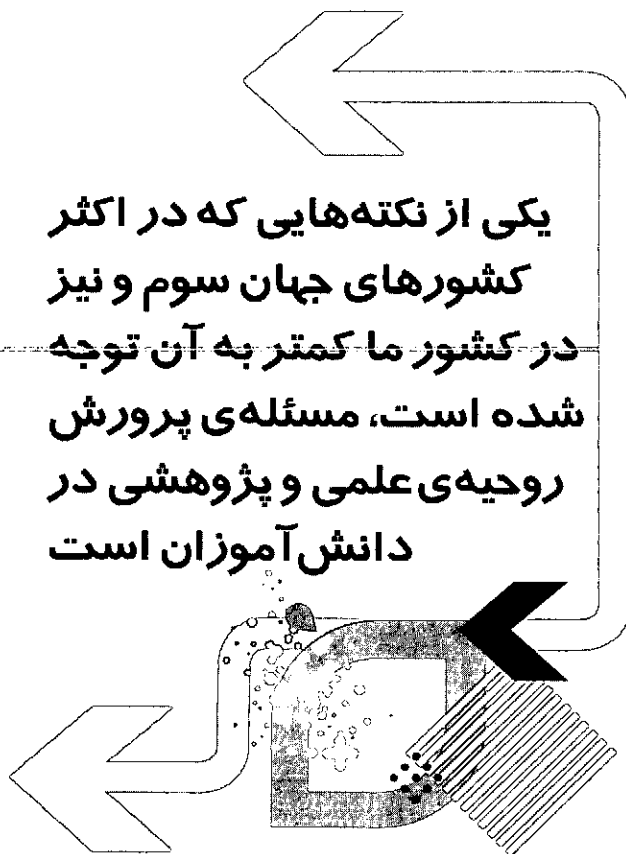 یکی از نکته‌هایی که در اکثر
کشورهای جهان سوم و نیز
در کشور ما کمتر به آن توجه
شده است، مسئله‌ی پرورش
روحیه‌ی علمی و پژوهشی در
دانش‌آموزان است